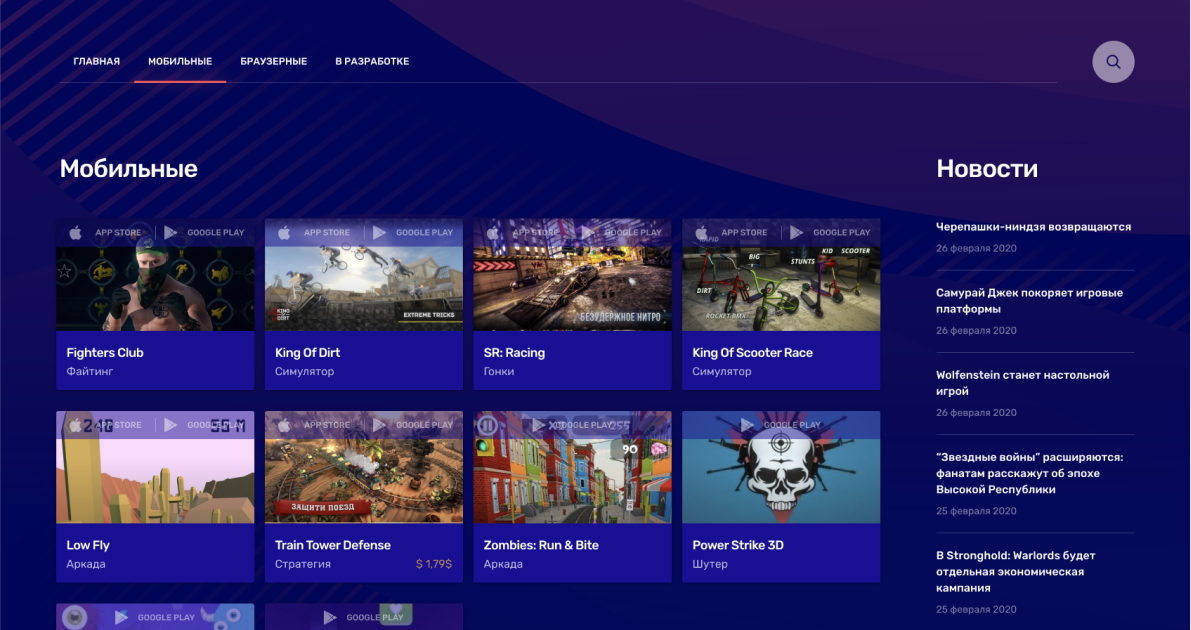 ГЛАВНАЯ МОБИЛЬНЫЕ БРАУЗЕРНЫЕ В РАЗРАБОТКЕ
Мобильные
APP STORE GOOGLE PLAY
Fighters Club
Файтинг
APP STORE GOOGLE PLAY
KING OF DIRT
EXTREME TRICKS
King Of Dirt
Симулятор
APP STORE GOOGLE PLAY
БЕЗУДЕРЖНОЕ НИТРО
SR: Racing
Гонки
APP STORE GOOGLE PLAY
RAPID
BIG
STUNTS
KID SCOOTER
DIRT
ROCKET BMX
King Of Scooter Race
Симулятор
APP STORE GOOGLE PLAY
Low Fly
Аркада
APP STORE GOOGLE PLAY
ЗАЩИТИ ПОЕЗД
Train Tower Defense
Стратегия
$ 1,79$
GOOGLE PLAY
90
Zombies: Run & Bite
Аркада
GOOGLE PLAY
Power Strike 3D
Шутер
GOOGLE PLAY
GOOGLE PLAY
Новости
Черепашки-ниндзя возвращаются
26 февраля 2020
Самурай Джек покоряет игровые
платформы
26 февраля 2020
Wolfenstein станет настольной
игрой
26 февраля 2020
“Звездные войны” расширяются:
фанатам расскажут об эпохе
Высокой Республики
25 февраля 2020
В Stronghold: Warlords будет
отдельная экономическая
кампания
25 февраля 2020